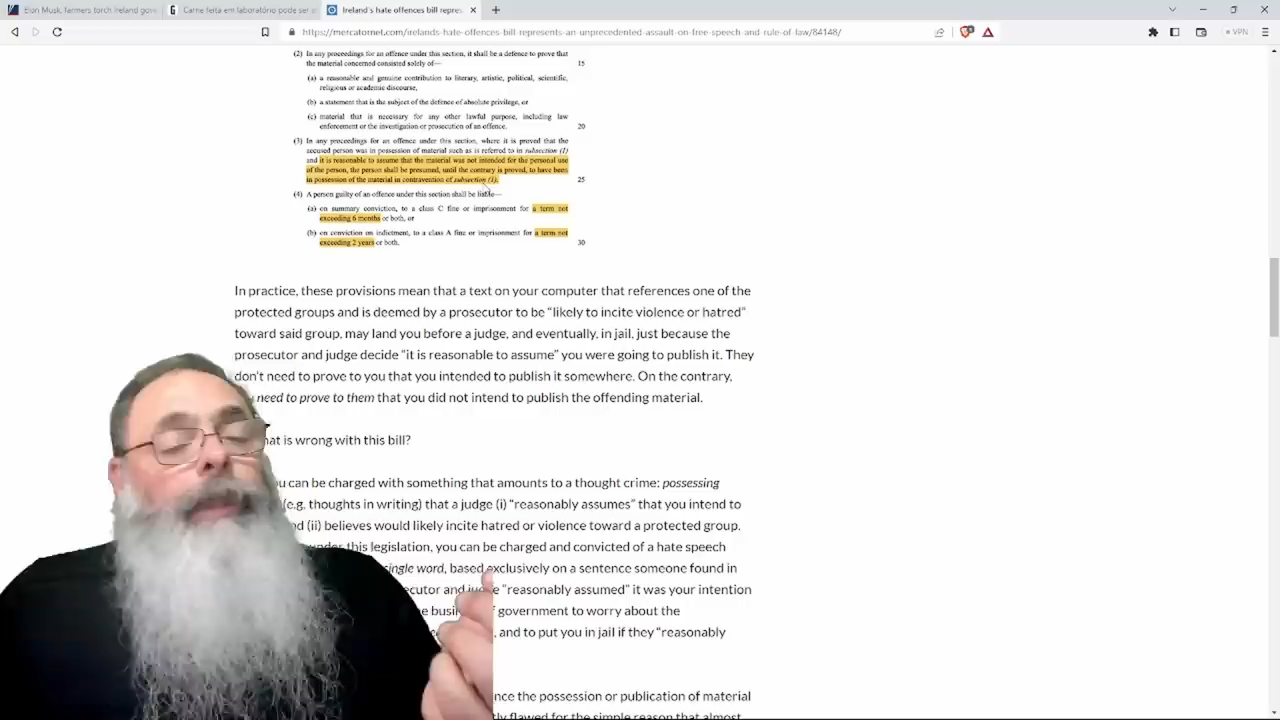 Elon Musk, farmers torch Ireland gov
Carne feita em laboratório pode ser a
Ireland's hate offences bill repres
https://mercatornet.com/irelands-hate-offences-bill-represents-an-unprecedented-assault-on-free-speech-and-rule-of-law/84148/
VPN
(2) In any proceedings for an offence under this section, it shall be a defence to prove that
the material concerned consisted solely of— 15
(a) a reasonable and genuine contribution to literary, artistic, political, scientific,
religious or academic discourse,
(b) a statement that is the subject of the defence of absolute privilege, or
(c) material that is necessary for any other lawful purpose, including law
enforcement or the investigation or prosecution of an offence. 20
(3) In any proceedings for an offence under this section, where it is proved that the
accused person was in possession of material such as is referred to in subsection (1)
and it is reasonable to assume that the material was not intended for the personal use
of the person, the person shall be presumed, until the contrary is proved, to have been
in possession of the material in contravention of subsection (1). 25
(4) A person guilty of an offence under this section shall be liable—
(a) on summary conviction, to a class C fine or imprisonment for a term not
exceeding 6 months or both, or
(b) on conviction on indictment, to a class A fine or imprisonment for a term not
exceeding 2 years or both. 30
In practice, these provisions mean that a text on your computer that references one of the
protected groups and is deemed by a prosecutor to be “likely to incite violence or hatred”
toward said group, may land you before a judge, and eventually, in jail, just because the
prosecutor and judge decide “it is reasonable to assume” you were going to publish it. They
don’t need to prove to you that you intended to publish it somewhere. On the contrary,
need to prove to them that you did not intend to publish the offending material.
at is wrong with this bill?
ou can be charged with something that amounts to a thought crime: possessing
(e.g. thoughts in writing) that a judge (i) “reasonably assumes” that you intend to
nd (ii) believes would likely incite hatred or violence toward a protected group.
under this legislation, you can be charged and convicted of a hate speech
single word, based exclusively on a sentence someone found in
ecutor and judge “reasonably assumed” it was your intention
e busi f government to worry about the
, and to put you in jail if they “reasonably
nce the possession or publication of material
tly flawed for the simple reason that almost